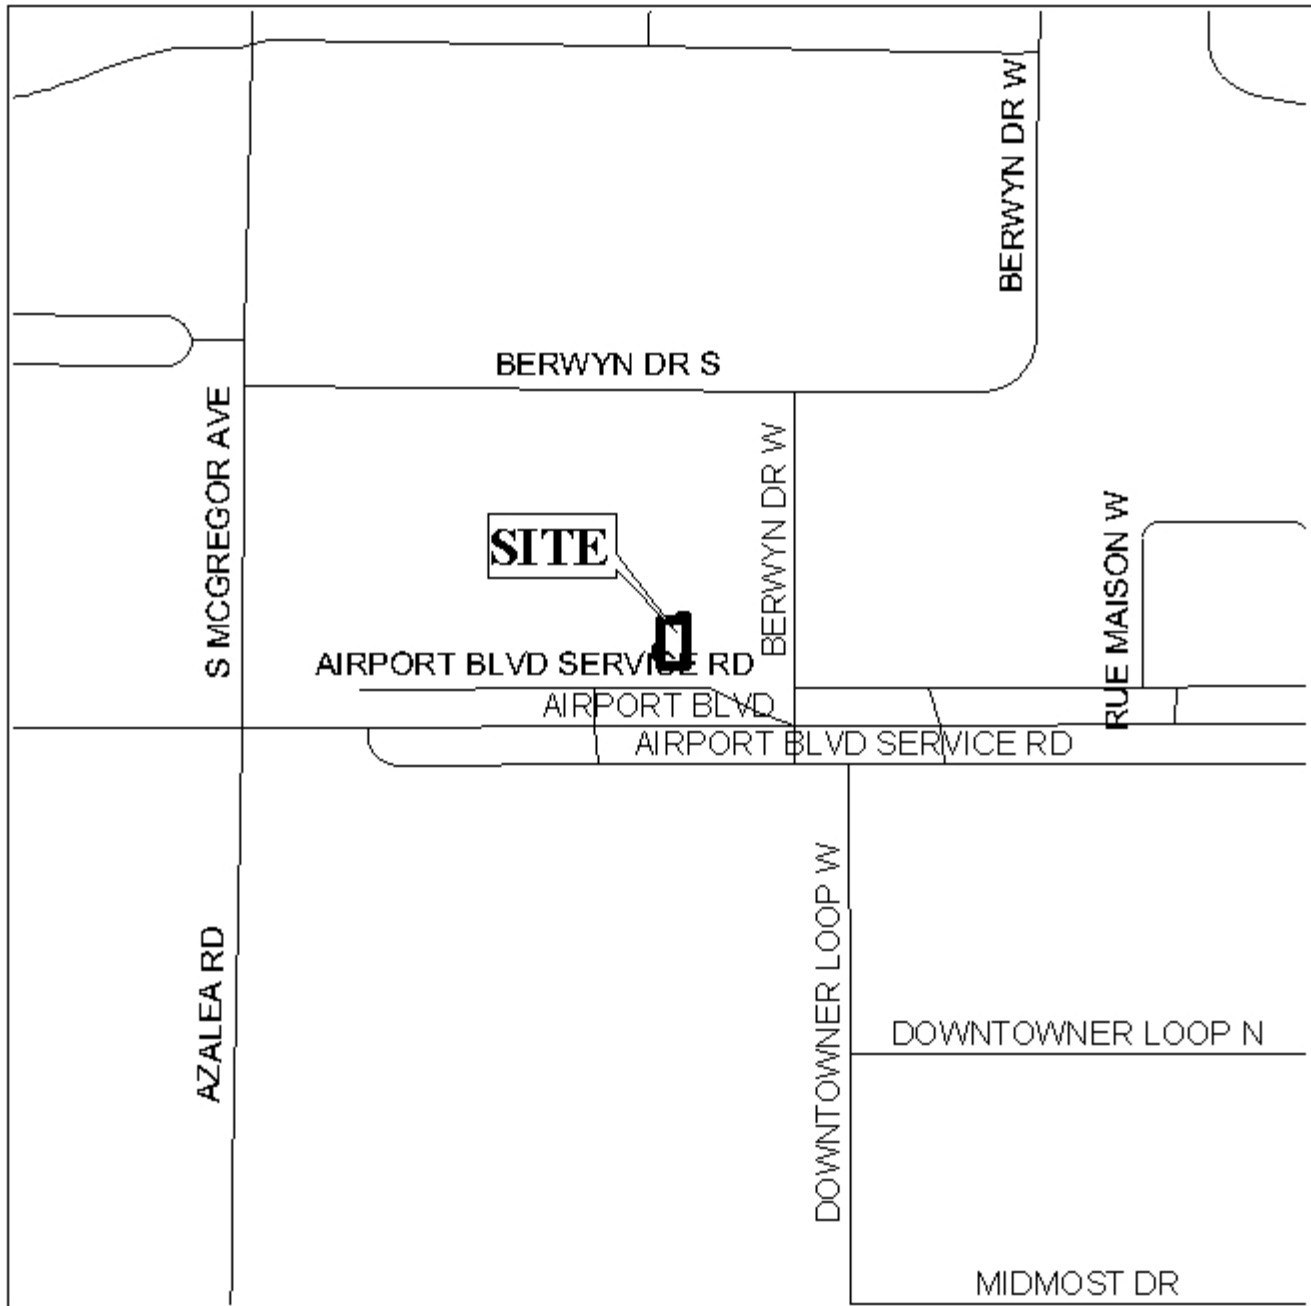 BERWYN DR W
BERWYN DR S
S MCGREGOR AVE
BERWYN DR W
RUE MAISON W
SITE
AIRPORT BLVD SERVICE RD
AIRPORT BLVD
AIRPORT BLVD SERVICE RD
DOWNTOWNER LOOP W
AZALEA RD
DOWNTOWNER LOOP N
MIDMOST DR